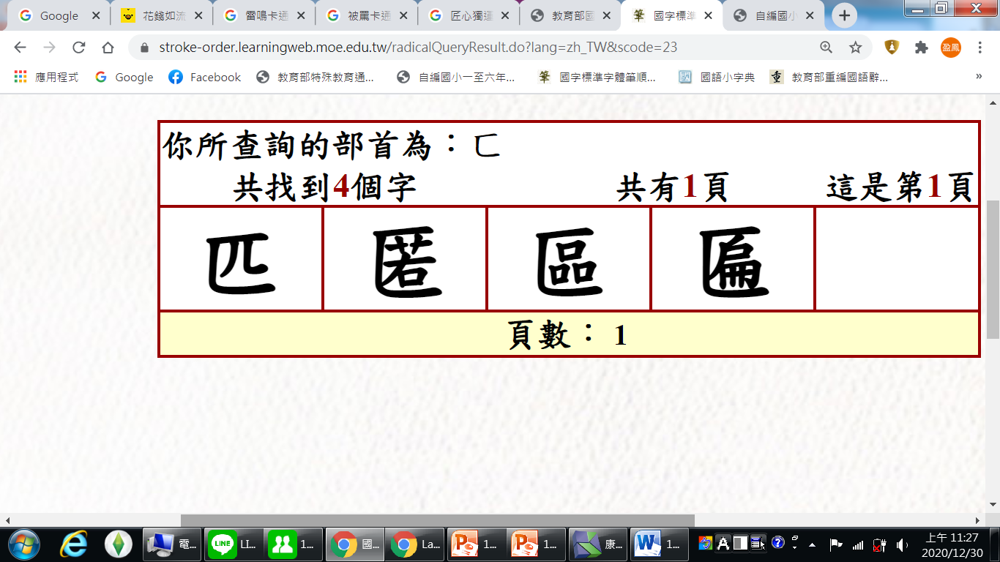 Google
花錢如流
雷鳴卡通
被罵卡通
匠心獨運
教育部國
國字標準
自編國小
stroke-order.learningweb.moe.edu.tw/radicalQueryResult.do?lang=zh_TW&scode=23
盈鳳
應用程式
Google
Facebook
教育部特殊教育通...
自編國小一至六年...
筆 國字標準字體筆順...
國語小字典
重 教育部重編國語辭...
»
你所查詢的部首為：匸
共找到4個字 共有1頁 這是第1頁
匹 匿 區 匾
頁數： 1
電...
LINE LI...
1...
國...
La...
1...
1...
康...
1...
上午 11:27
2020/12/30